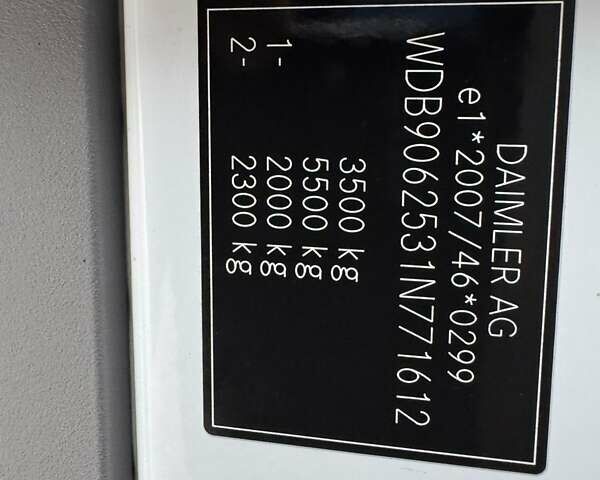 DAIMLER AG
e1*2007/46*0299
WDB9062531N771612
3500 kg
5500 kg
1- 2000 kg
2- 2300 kg